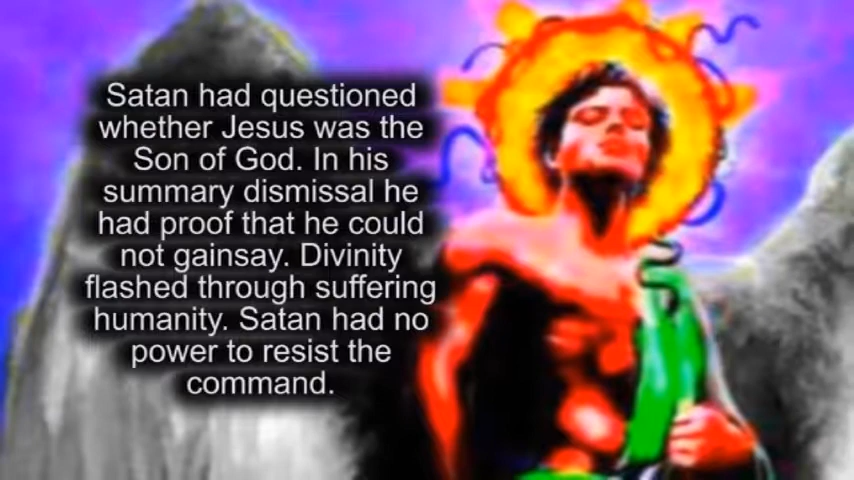 Satan had questioned
whether Jesus was the
Son of God. In his
summary dismissal he
had proof that he could
not gainsay. Divinity
flashed through suffering
humanity. Satan had no
power to resist the
command.